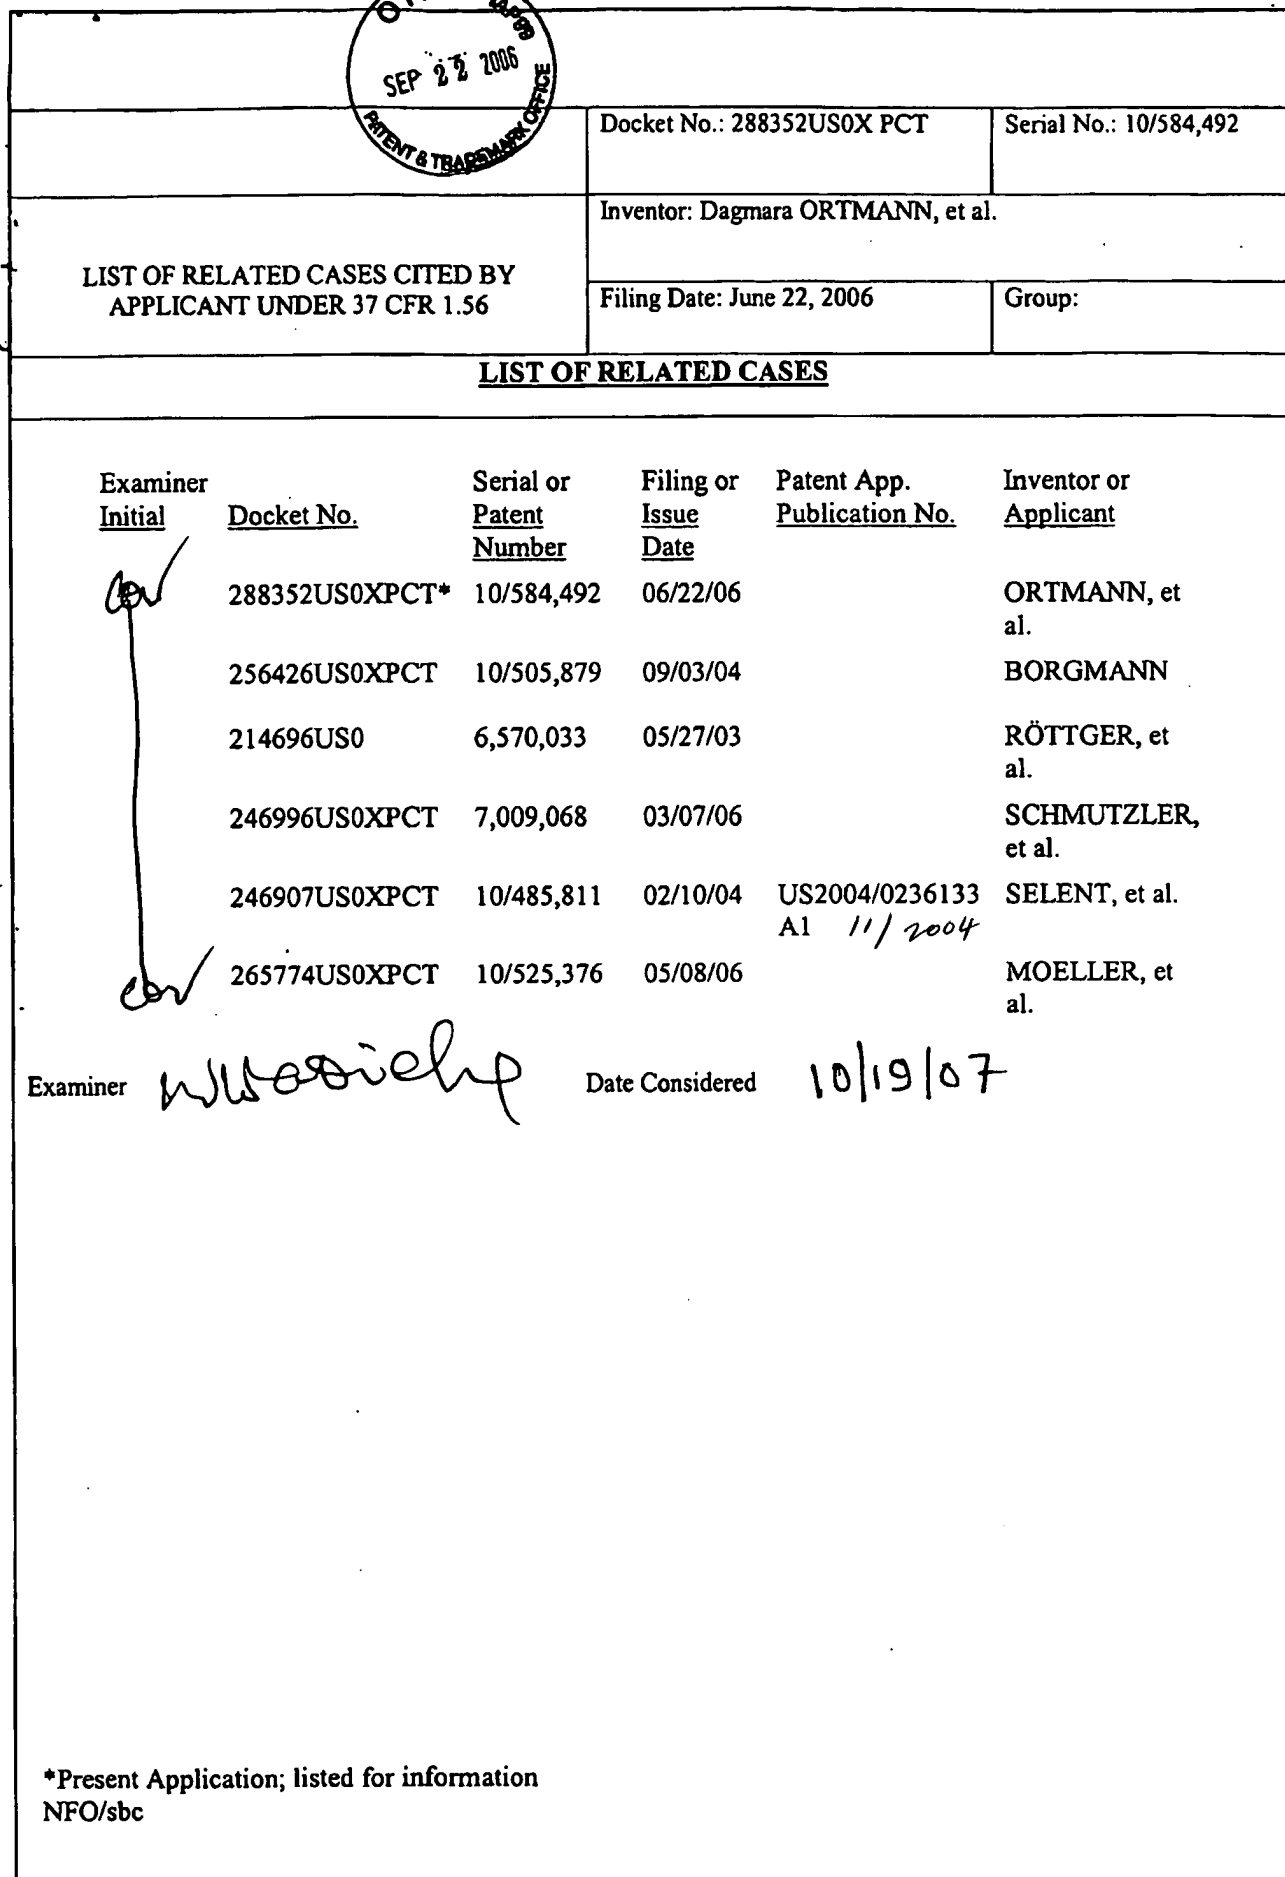 SEP 22 2006
PATENT & TRADEMARK OFFICE
Docket No.: 288352US0X PCT
Serial No.: 10/584,492
Inventor: Dagmara ORTMANN, et al.
LIST OF RELATED CASES CITED BY
APPLICANT UNDER 37 CFR 1.56
Filing Date: June 22, 2006
Group:
LIST OF RELATED CASES
Examiner Serial or Filing or Patent App. Inventor or
Initial Docket No. Patent Issue Publication No. Applicant
Number Date
288352US0XPCT* 10/584,492 06/22/06 ORTMANN, et
al.
256426US0XPCT 10/505,879 09/03/04 BORGMANN
214696US0 6,570,033 05/27/03 RÖTTGER, et
al.
246996US0XPCT 7,009,068 03/07/06 SCHMUTZLER,
et al.
246907US0XPCT 10/485,811 02/10/04 US2004/0236133 SELENT, et al.
A1 11/2004
265774US0XPCT 10/525,376 05/08/06 MOELLER, et
al.
Examiner Date Considered 10/19/07
*Present Application; listed for information
NFO/sbc